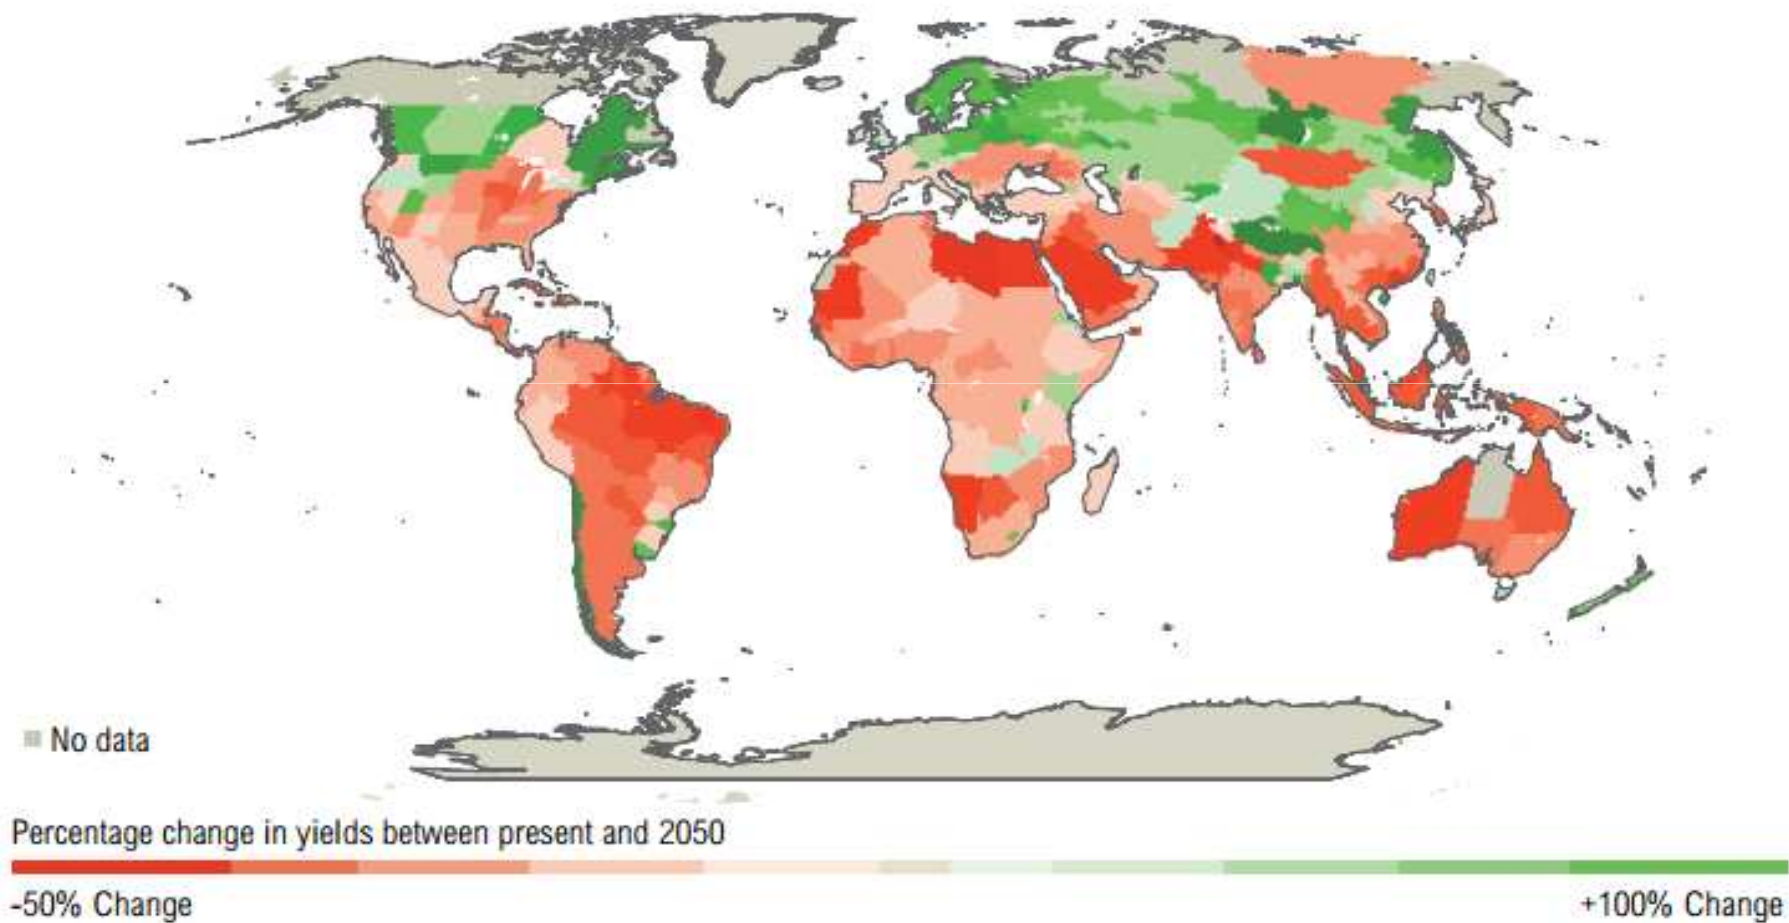 No data
Percentage change in yields between present and 2050
-50% Change
+100% Change